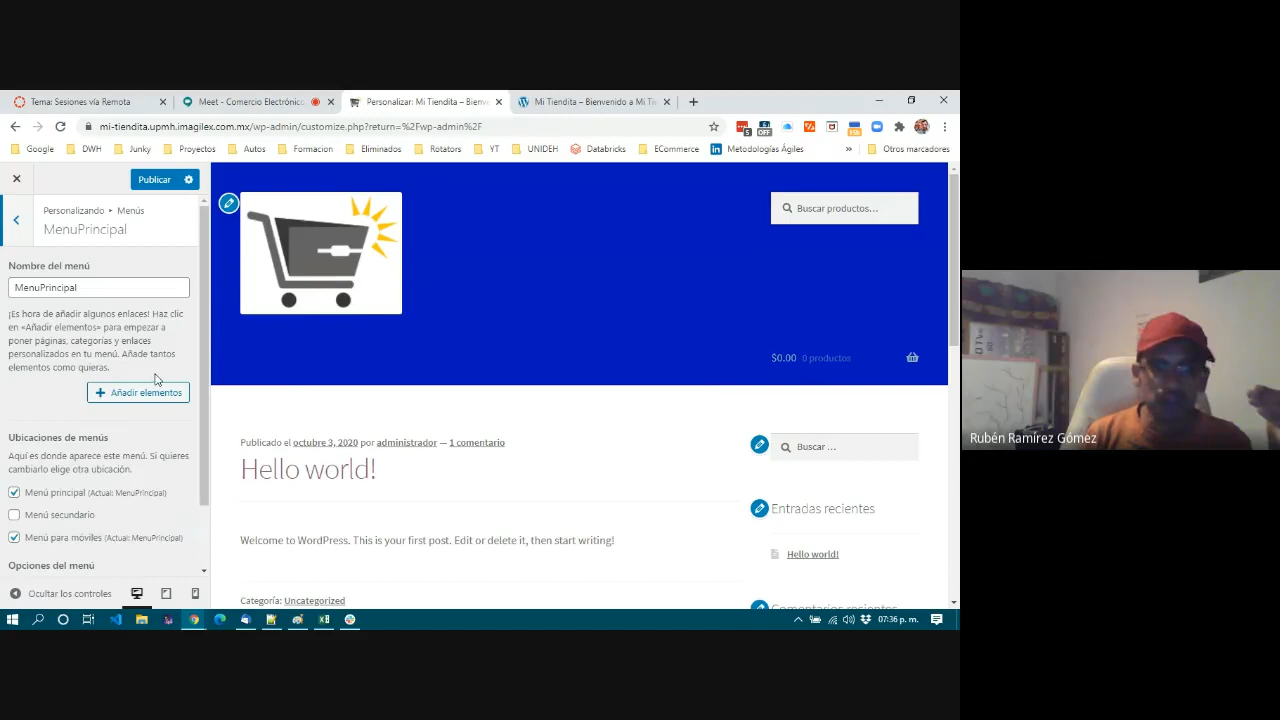 Tema: Sesiones vía Remota
Meet - Comercio Electrónico
Personalizar: Mi Tiendita – Bienve
Mi Tiendita – Bienvenido a Mi Ti
mi-tiendita.upmh.imagilex.com.mx/wp-admin/customize.php?return=%2Fwp-admin%2F
5
OFF
Google
DWH
Junky
Proyectos
Autos
Formacion
Eliminados
Rotators
YT
UNIDEH
Databricks
ECommerce
Metodologías Ágiles
»
Otros marcadores
Publicar
Personalizando ▸ Menús
MenuPrincipal
Nombre del menú
MenuPrincipal
¡Es hora de añadir algunos enlaces! Haz clic
en «Añadir elementos» para empezar a
poner páginas, categorías y enlaces
personalizados en tu menú. Añade tantos
elementos como quieras.
+ Añadir elementos
Ubicaciones de menús
Aquí es donde aparece este menú. Si quieres
cambiarlo elige otra ubicación.
Menú principal (Actual: MenuPrincipal)
Menú secundario
Menú para móviles (Actual: MenuPrincipal)
Opciones del menú
Ocultar los controles
Buscar productos…
$0.00 0 productos
Publicado el octubre 3, 2020 por administrador — 1 comentario
Hello world!
Welcome to WordPress. This is your first post. Edit or delete it, then start writing!
Categoría: Uncategorized
Buscar …
Entradas recientes
Hello world!
Comentarios recientes
07:36 p. m.
Rubén Ramírez Gómez